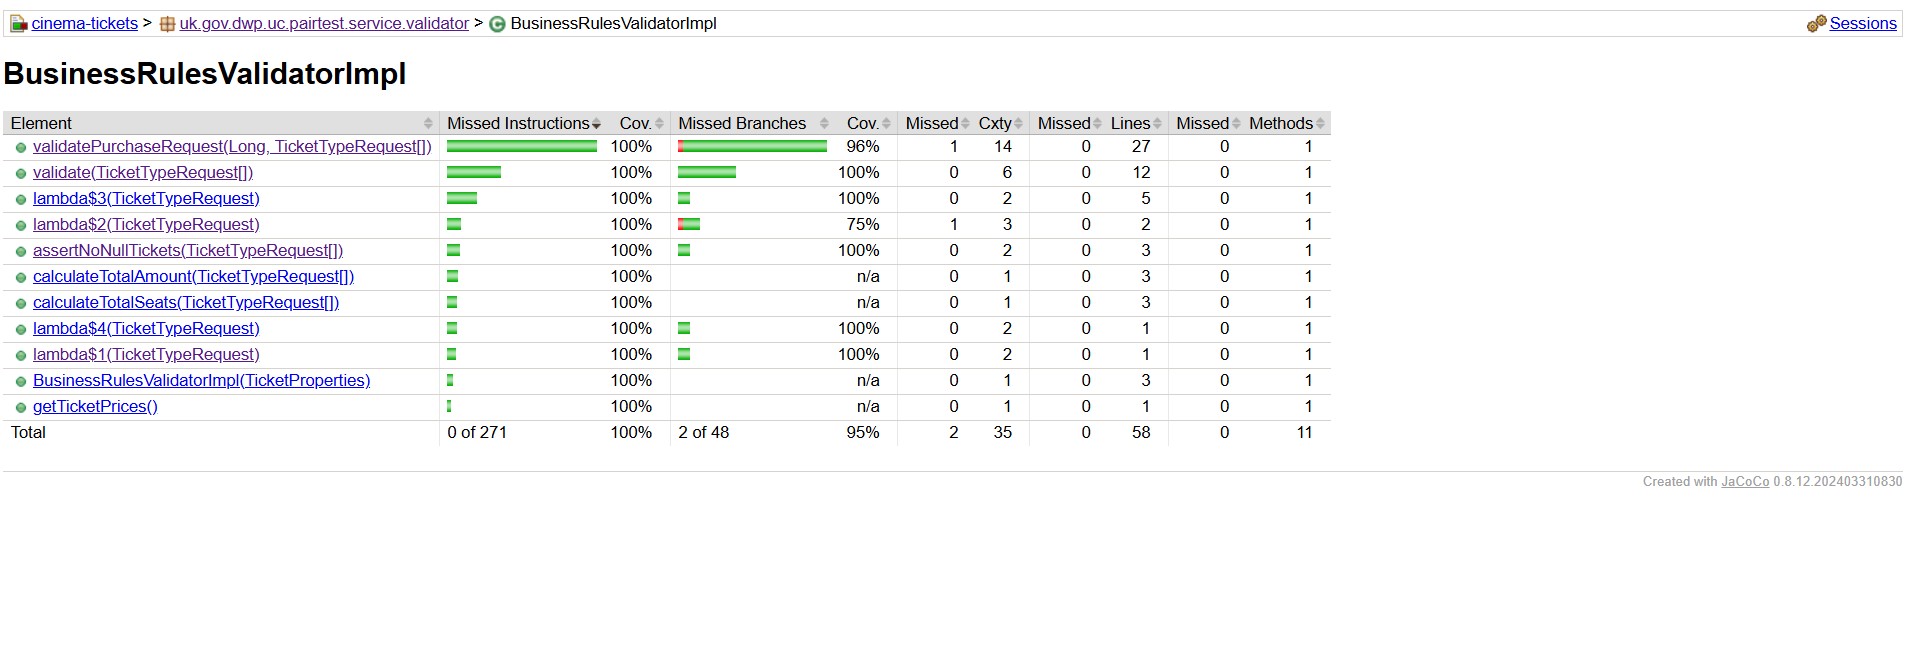 cinema-tickets > uk.gov.dwp.uc.pairtest.service.validator > BusinessRulesValidatorImpl Sessions
BusinessRulesValidatorImpl
Element Missed Instructions Cov. Missed Branches Cov. Missed Cxty Missed Lines Missed Methods
validatePurchaseRequest(Long, TicketTypeRequest[]) 100% 96% 1 14 0 27 0 1
validate(TicketTypeRequest[]) 100% 100% 0 6 0 12 0 1
lambda$3(TicketTypeRequest) 100% 100% 0 2 0 5 0 1
lambda$2(TicketTypeRequest) 100% 75% 1 3 0 2 0 1
assertNoNullTickets(TicketTypeRequest[]) 100% 100% 0 2 0 3 0 1
calculateTotalAmount(TicketTypeRequest[]) 100% n/a 0 1 0 3 0 1
calculateTotalSeats(TicketTypeRequest[]) 100% n/a 0 1 0 3 0 1
lambda$4(TicketTypeRequest) 100% 100% 0 2 0 1 0 1
lambda$1(TicketTypeRequest) 100% 100% 0 2 0 1 0 1
BusinessRulesValidatorImpl(TicketProperties) 100% n/a 0 1 0 3 0 1
getTicketPrices() 100% n/a 0 1 0 1 0 1
Total 0 of 271 100% 2 of 48 95% 2 35 0 58 0 11
Created with JaCoCo 0.8.12.202403310830